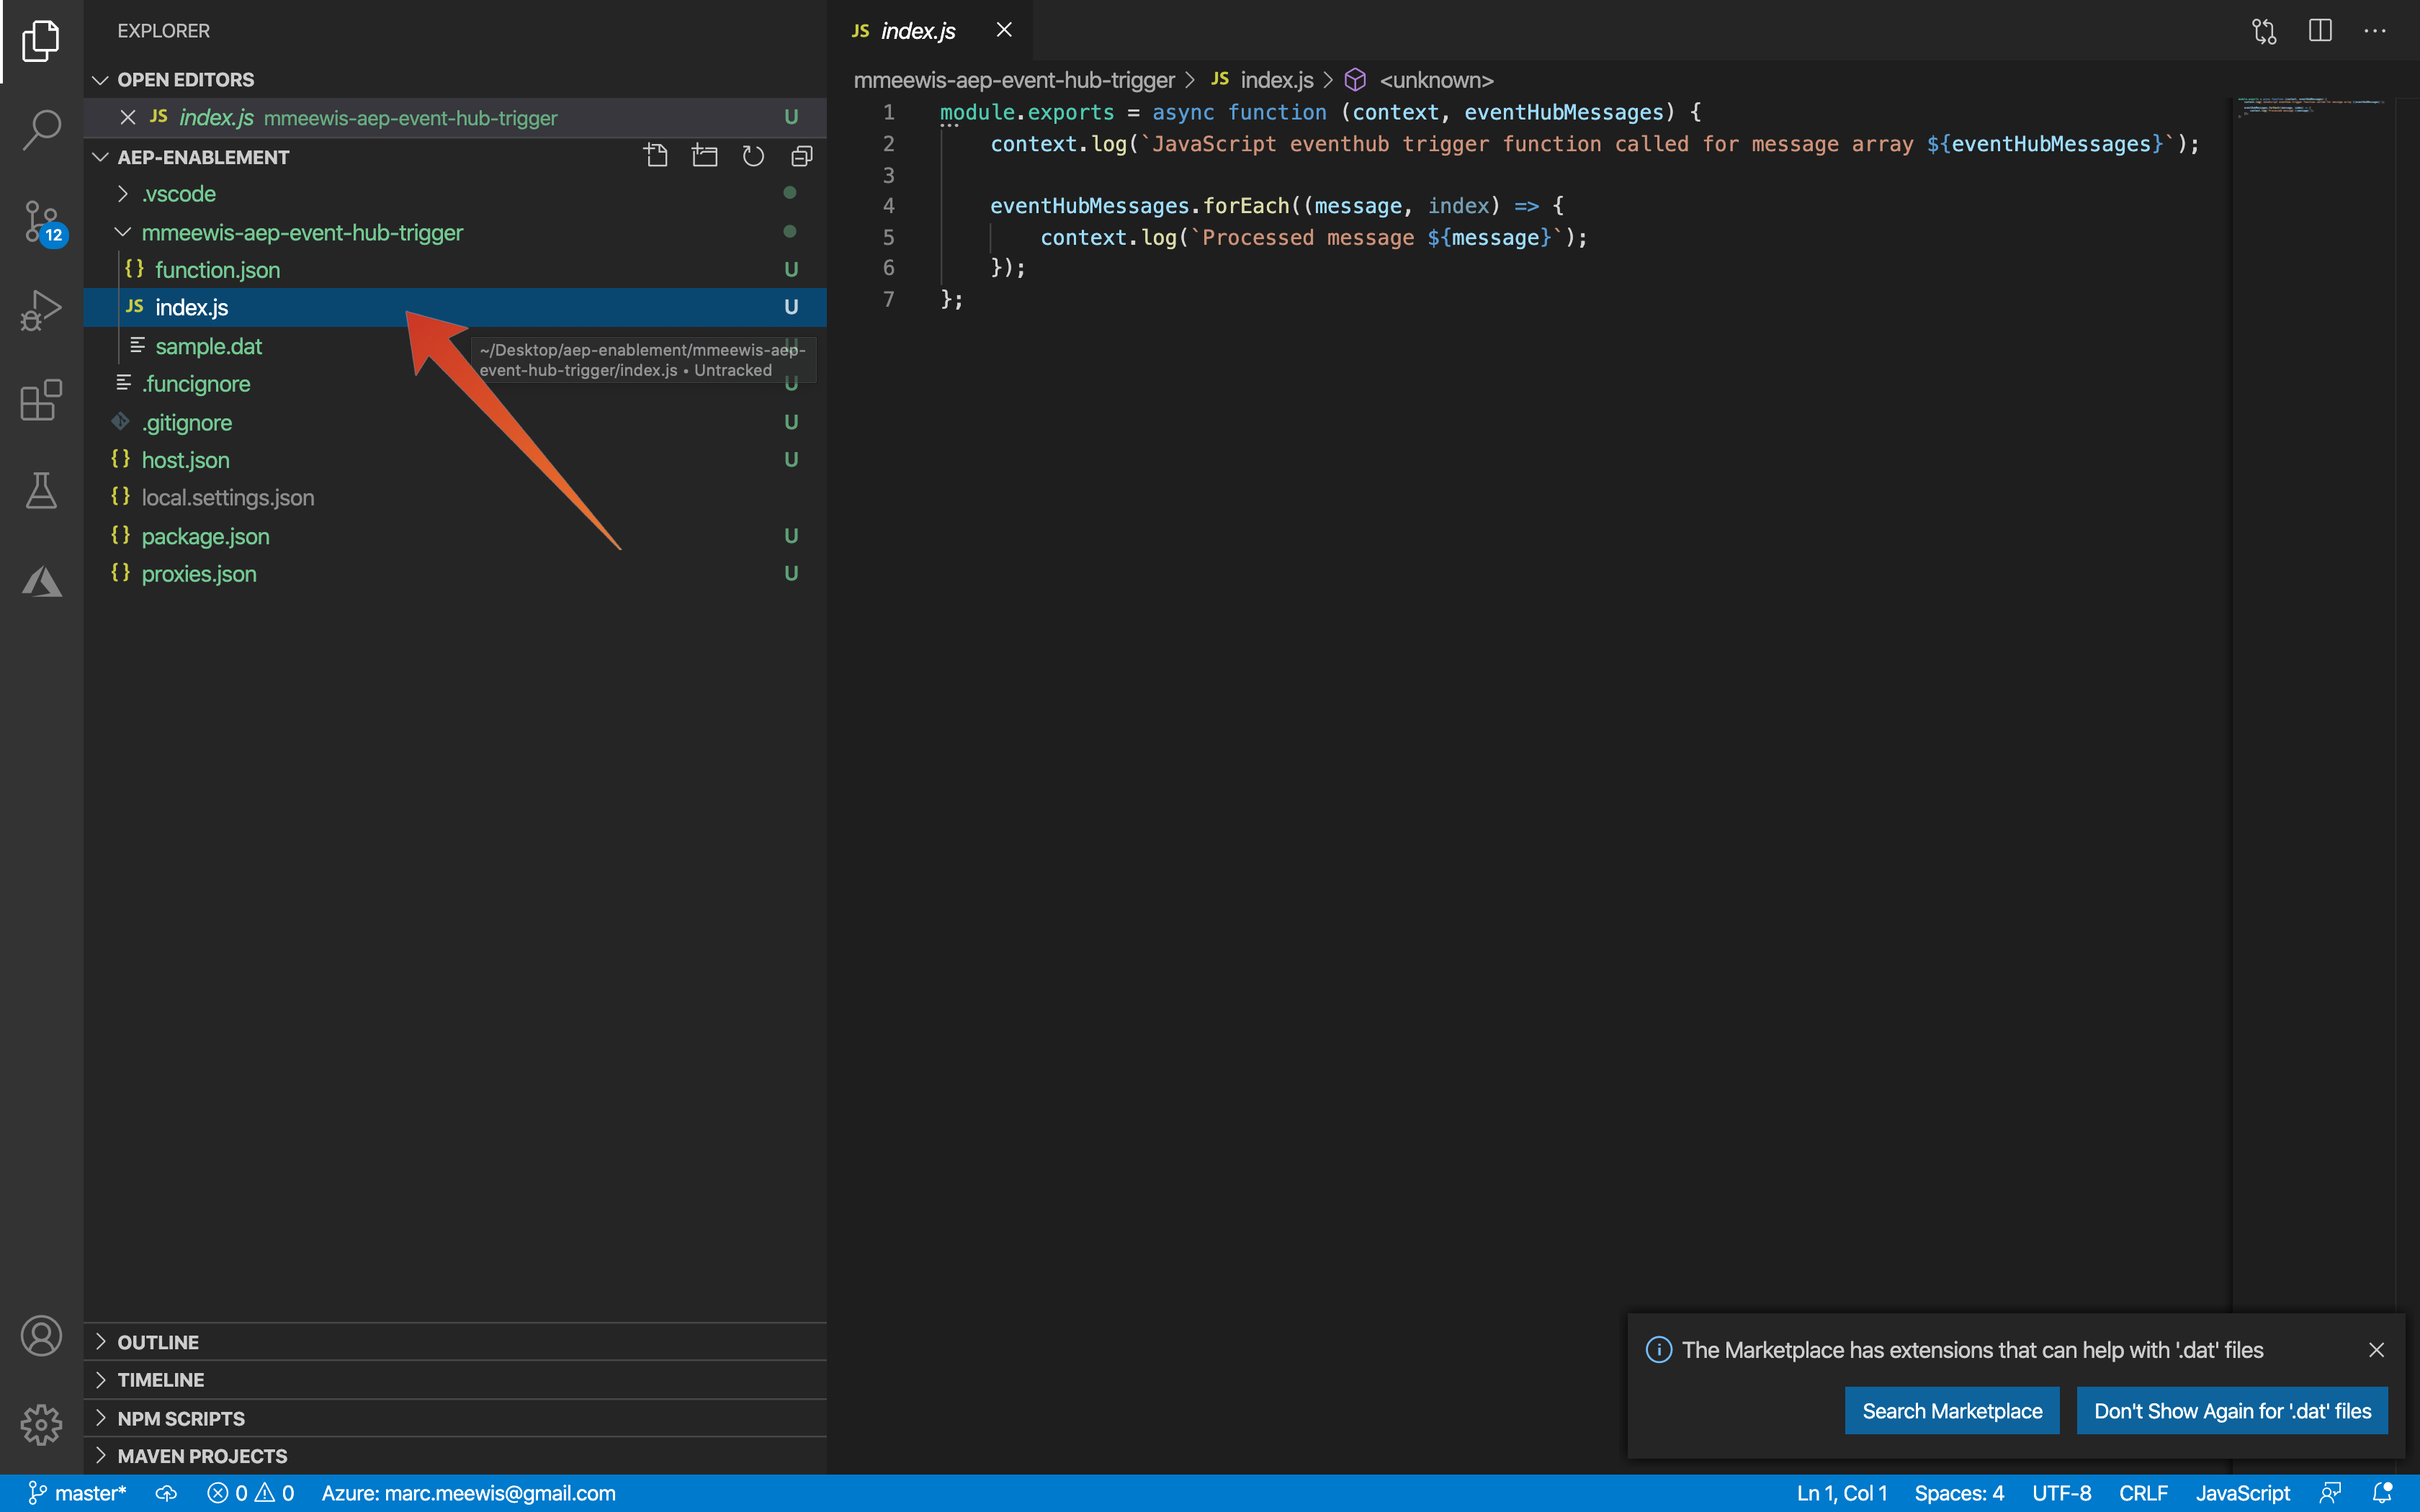 EXPLORER
OPEN EDITORS
JS index.js mmeewis-aep-event-hub-trigger U
AEP-ENABLEMENT
.vscode
mmeewis-aep-event-hub-trigger
{} function.json U
JS index.js U
sample.dat U
~/Desktop/aep-enablement/mmeewis-aep-
event-hub-trigger/index.js • Untracked
.funcignore U
.gitignore U
{} host.json U
{} local.settings.json
{} package.json U
{} proxies.json U
12
OUTLINE
TIMELINE
NPM SCRIPTS
MAVEN PROJECTS
JS index.js
mmeewis-aep-event-hub-trigger > JS index.js > <unknown>
1 module.exports = async function (context, eventHubMessages) {
2 context.log(`JavaScript eventhub trigger function called for message array ${eventHubMessages}`);
3
4 eventHubMessages.forEach((message, index) => {
5 context.log(`Processed message ${message}`);
6 });
7 };
The Marketplace has extensions that can help with '.dat' files
Search Marketplace
Don't Show Again for '.dat' files
master* 0 0 Azure: marc.meewis@gmail.com Ln 1, Col 1 Spaces: 4 UTF-8 CRLF JavaScript